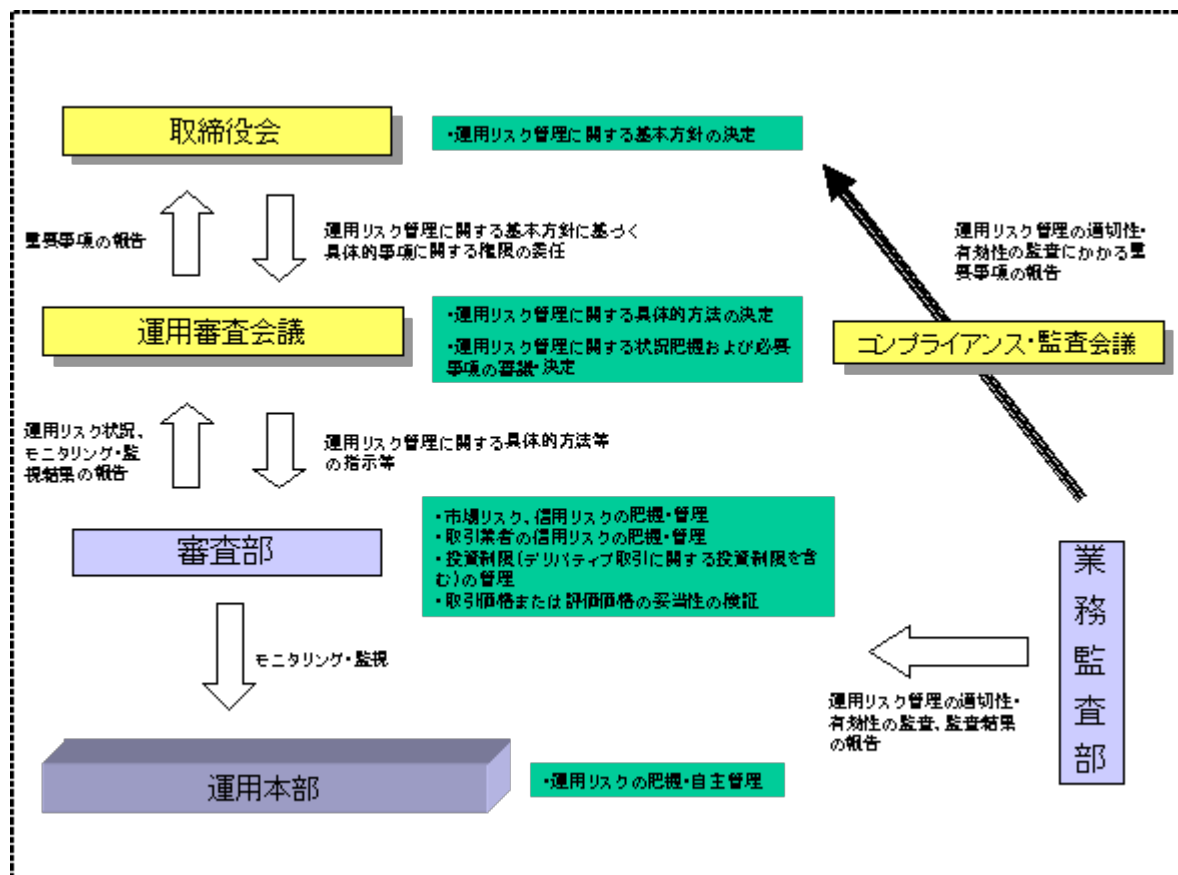 取締役会
・運用リスク管理に関する基本方針の決定
重要事項の報告
運用リスク管理に関する基本方針に基づく
具体的事項に関する権限の委任
運用リスク管理の適切性・
有効性の監査にかかる重
要事項の報告
運用審査会議
・運用リスク管理に関する具体的方法の決定
・運用リスク管理に関する状況把握および必要
事項の審議・決定
コンプライアンス・監査会議
運用リスク状況、
モニタリング・監
視結果の報告
運用リスク管理に関する具体的方法等
の指示等
審査部
・市場リスク、信用リスクの把握・管理
・取引業者の信用リスクの把握・管理
・投資制限（デリバティブ取引に関する投資制限を含
む）の管理
・取引価格または評価価格の妥当性の検証
業務監査部
モニタリング・監視
運用リスク管理の適切性・
有効性の監査、監査結果
の報告
運用本部
・運用リスクの把握・自主管理